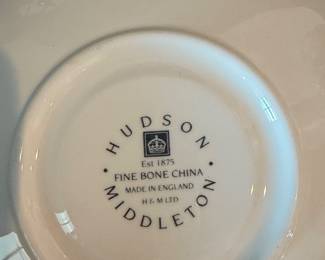 • HUDSON •
Est 1875
FINE BONE CHINA
MADE IN ENGLAND
H & M LTD
MIDDLETON